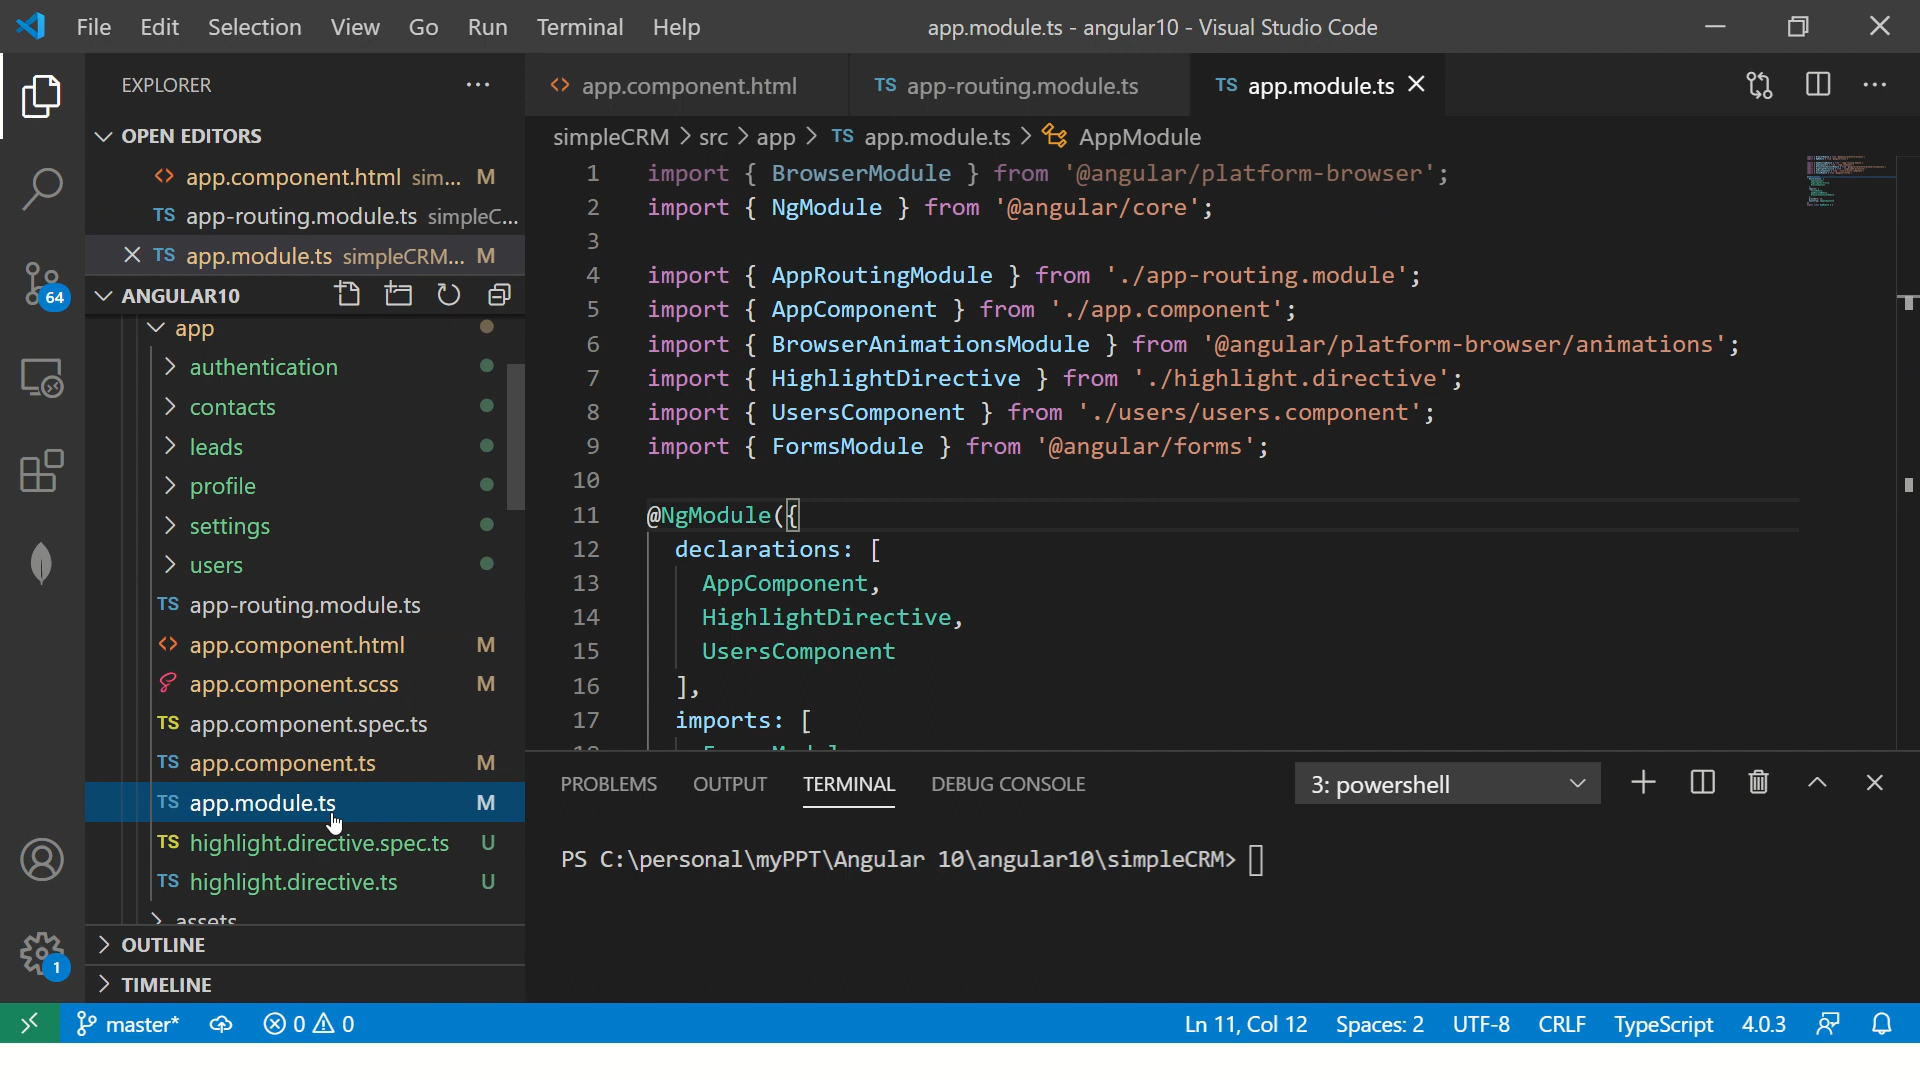 File Edit Selection View Go Run Terminal Help
app.module.ts - angular10 - Visual Studio Code
EXPLORER
OPEN EDITORS
app.component.html sim... M
TS app-routing.module.ts simpleC...
TS app.module.ts simpleCRM... M
ANGULAR10
app
authentication
contacts
leads
profile
settings
users
TS app-routing.module.ts
app.component.html M
app.component.scss M
TS app.component.spec.ts
TS app.component.ts M
TS app.module.ts M
TS highlight.directive.spec.ts U
TS highlight.directive.ts U
assets
OUTLINE
TIMELINE
64
1
app.component.html
TS app-routing.module.ts
TS app.module.ts
simpleCRM > src > app > TS app.module.ts > AppModule
1 import { BrowserModule } from '@angular/platform-browser';
2 import { NgModule } from '@angular/core';
3
4 import { AppRoutingModule } from './app-routing.module';
5 import { AppComponent } from './app.component';
6 import { BrowserAnimationsModule } from '@angular/platform-browser/animations';
7 import { HighlightDirective } from './highlight.directive';
8 import { UsersComponent } from './users/users.component';
9 import { FormsModule } from '@angular/forms';
10
11 @NgModule({
12 declarations: [
13 AppComponent,
14 HighlightDirective,
15 UsersComponent
16 ],
17 imports: [
PROBLEMS OUTPUT TERMINAL DEBUG CONSOLE
3: powershell
PS C:\personal\myPPT\Angular 10\angular10\simpleCRM>
master* 0 0
Ln 11, Col 12 Spaces: 2 UTF-8 CRLF TypeScript 4.0.3